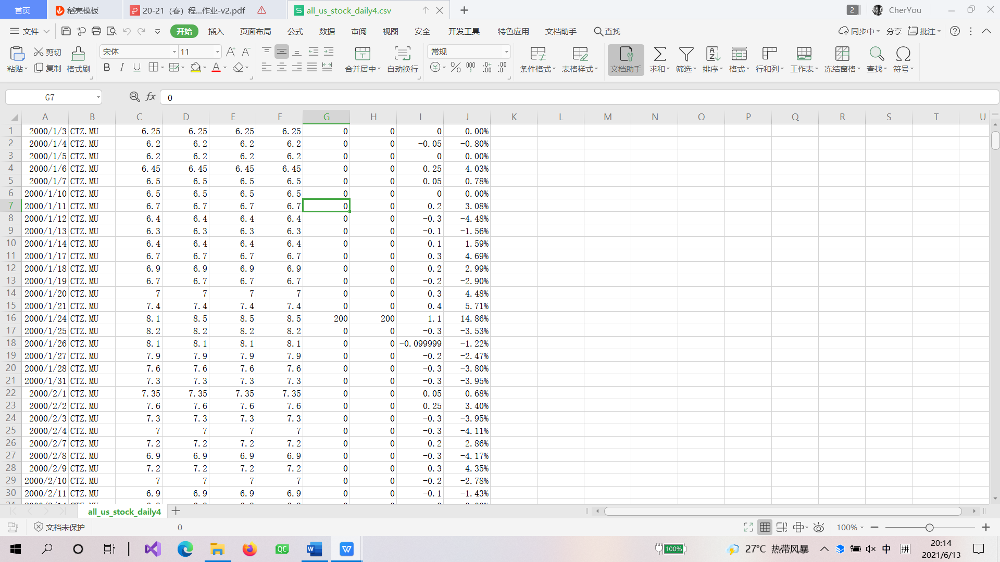 首页 稻壳模板 20-21（春）程...作业-v2.pdf all_us_stock_daily4.csv 2 CherYou
文件 开始 插入 页面布局 公式 数据 审阅 视图 安全 开发工具 特色应用 文档助手 查找 同步中 分享 批注
粘贴 剪切 复制 格式刷 宋体 11 合并居中 自动换行 常规 条件格式 表格样式 文档助手 求和 筛选 排序 格式 行和列 工作表 冻结窗格 查找 符号
G7 fx 0
A B C D E F G H I J K L M N O P Q R S T U
1 2000/1/3 CTZ.MU 6.25 6.25 6.25 6.25 0 0 0 0.00%
2 2000/1/4 CTZ.MU 6.2 6.2 6.2 6.2 0 0 -0.05 -0.80%
3 2000/1/5 CTZ.MU 6.2 6.2 6.2 6.2 0 0 0 0.00%
4 2000/1/6 CTZ.MU 6.45 6.45 6.45 6.45 0 0 0.25 4.03%
5 2000/1/7 CTZ.MU 6.5 6.5 6.5 6.5 0 0 0.05 0.78%
6 2000/1/10 CTZ.MU 6.5 6.5 6.5 6.5 0 0 0 0.00%
7 2000/1/11 CTZ.MU 6.7 6.7 6.7 6.7 0 0 0.2 3.08%
8 2000/1/12 CTZ.MU 6.4 6.4 6.4 6.4 0 0 -0.3 -4.48%
9 2000/1/13 CTZ.MU 6.3 6.3 6.3 6.3 0 0 -0.1 -1.56%
10 2000/1/14 CTZ.MU 6.4 6.4 6.4 6.4 0 0 0.1 1.59%
11 2000/1/17 CTZ.MU 6.7 6.7 6.7 6.7 0 0 0.3 4.69%
12 2000/1/18 CTZ.MU 6.9 6.9 6.9 6.9 0 0 0.2 2.99%
13 2000/1/19 CTZ.MU 6.7 6.7 6.7 6.7 0 0 -0.2 -2.90%
14 2000/1/20 CTZ.MU 7 7 7 7 0 0 0.3 4.48%
15 2000/1/21 CTZ.MU 7.4 7.4 7.4 7.4 0 0 0.4 5.71%
16 2000/1/24 CTZ.MU 8.1 8.5 8.5 8.5 200 200 1.1 14.86%
17 2000/1/25 CTZ.MU 8.2 8.2 8.2 8.2 0 0 -0.3 -3.53%
18 2000/1/26 CTZ.MU 8.1 8.1 8.1 8.1 0 0 -0.099999 -1.22%
19 2000/1/27 CTZ.MU 7.9 7.9 7.9 7.9 0 0 -0.2 -2.47%
20 2000/1/28 CTZ.MU 7.6 7.6 7.6 7.6 0 0 -0.3 -3.80%
21 2000/1/31 CTZ.MU 7.3 7.3 7.3 7.3 0 0 -0.3 -3.95%
22 2000/2/1 CTZ.MU 7.35 7.35 7.35 7.35 0 0 0.05 0.68%
23 2000/2/2 CTZ.MU 7.6 7.6 7.6 7.6 0 0 0.25 3.40%
24 2000/2/3 CTZ.MU 7.3 7.3 7.3 7.3 0 0 -0.3 -3.95%
25 2000/2/4 CTZ.MU 7 7 7 7 0 0 -0.3 -4.11%
26 2000/2/7 CTZ.MU 7.2 7.2 7.2 7.2 0 0 0.2 2.86%
27 2000/2/8 CTZ.MU 6.9 6.9 6.9 6.9 0 0 -0.3 -4.17%
28 2000/2/9 CTZ.MU 7.2 7.2 7.2 7.2 0 0 0.3 4.35%
29 2000/2/10 CTZ.MU 7 7 7 7 0 0 -0.2 -2.78%
30 2000/2/11 CTZ.MU 6.9 6.9 6.9 6.9 0 0 -0.1 -1.43%
all_us_stock_daily4
文档未保护 0 100%
QC 100% 27°C 热带风暴 中 拼 20:14
2021/6/13